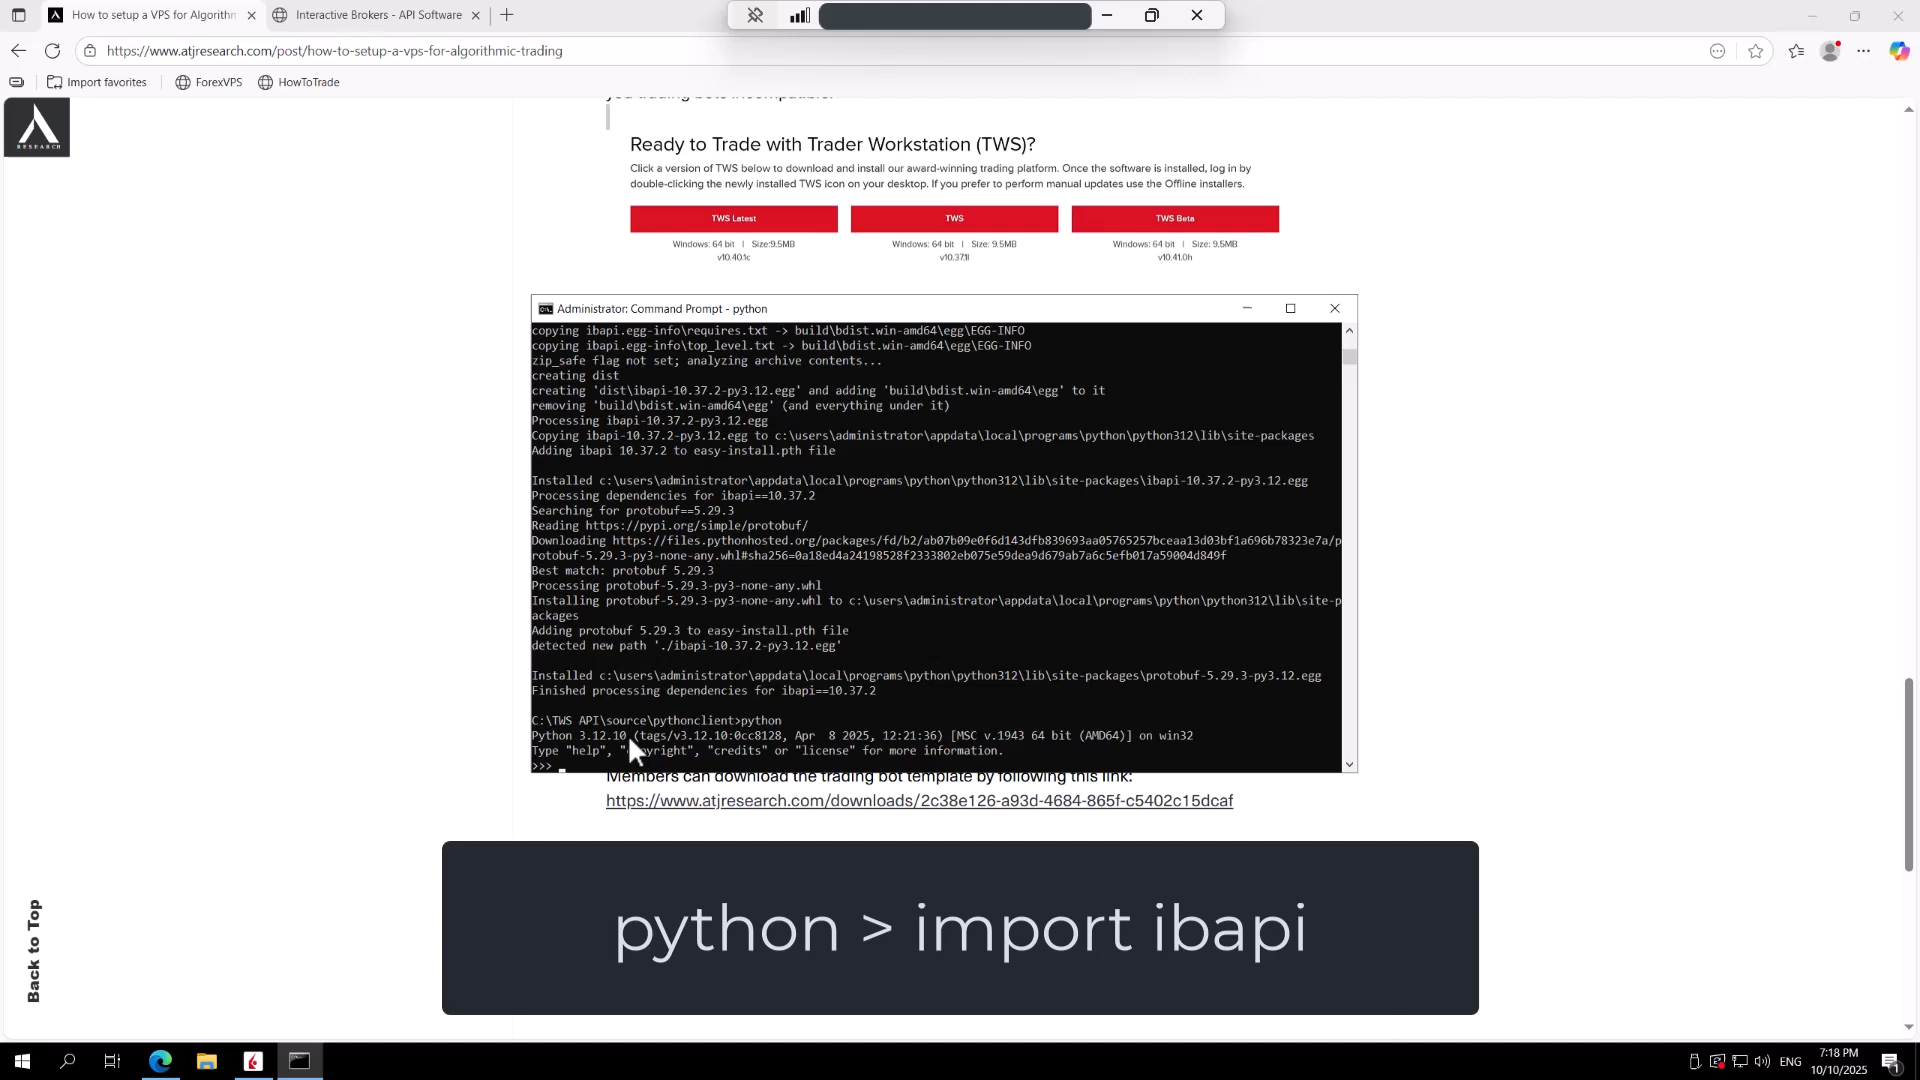 How to setup a VPS for Algorithm
Interactive Brokers - API Software
https://www.atjresearch.com/post/how-to-setup-a-vps-for-algorithmic-trading
Import favorites
ForexVPS
HowToTrade
RESEARCH
you trading bots incompatible.
Ready to Trade with Trader Workstation (TWS)?
Click a version of TWS below to download and install our award-winning trading platform. Once the software is installed, log in by
double-clicking the newly installed TWS icon on your desktop. If you prefer to perform manual updates use the Offline installers.
TWS Latest
TWS
TWS Beta
Windows: 64 bit | Size:9.5MB
Windows: 64 bit | Size: 9.5MB
Windows: 64 bit | Size: 9.5MB
v10.40.1c
v10.37.1l
v10.41.0h
Administrator: Command Prompt - python
copying ibapi.egg-info\requires.txt -> build\bdist.win-amd64\egg\EGG-INFO
copying ibapi.egg-info\top_level.txt -> build\bdist.win-amd64\egg\EGG-INFO
zip_safe flag not set; analyzing archive contents...
creating dist
creating 'dist\ibapi-10.37.2-py3.12.egg' and adding 'build\bdist.win-amd64\egg' to it
removing 'build\bdist.win-amd64\egg' (and everything under it)
Processing ibapi-10.37.2-py3.12.egg
Copying ibapi-10.37.2-py3.12.egg to c:\users\administrator\appdata\local\programs\python\python312\lib\site-packages
Adding ibapi 10.37.2 to easy-install.pth file
Installed c:\users\administrator\appdata\local\programs\python\python312\lib\site-packages\ibapi-10.37.2-py3.12.egg
Processing dependencies for ibapi==10.37.2
Searching for protobuf==5.29.3
Reading https://pypi.org/simple/protobuf/
Downloading https://files.pythonhosted.org/packages/fd/b2/ab07b09e0f6d143dfb839693aa05765257bceaa13d03bf1a696b78323e7a/p
rotobuf-5.29.3-py3-none-any.whl#sha256=0a18ed4a24198528f2333802eb075e59dea9d679ab7a6c5efb017a59004d849f
Best match: protobuf 5.29.3
Processing protobuf-5.29.3-py3-none-any.whl
Installing protobuf-5.29.3-py3-none-any.whl to c:\users\administrator\appdata\local\programs\python\python312\lib\site-p
ackages
Adding protobuf 5.29.3 to easy-install.pth file
detected new path './ibapi-10.37.2-py3.12.egg'
Installed c:\users\administrator\appdata\local\programs\python\python312\lib\site-packages\protobuf-5.29.3-py3.12.egg
Finished processing dependencies for ibapi==10.37.2
C:\TWS API\source\pythonclient>python
Python 3.12.10 (tags/v3.12.10:0cc8128, Apr  8 2025, 12:21:36) [MSC v.1943 64 bit (AMD64)] on win32
Type "help", "copyright", "credits" or "license" for more information.
>>> _
Members can download the trading bot template by following this link:
https://www.atjresearch.com/downloads/2c38e126-a93d-4684-865f-c5402c15dcaf
python > import ibapi
Back to Top
ENG
7:18 PM
10/10/2025
1